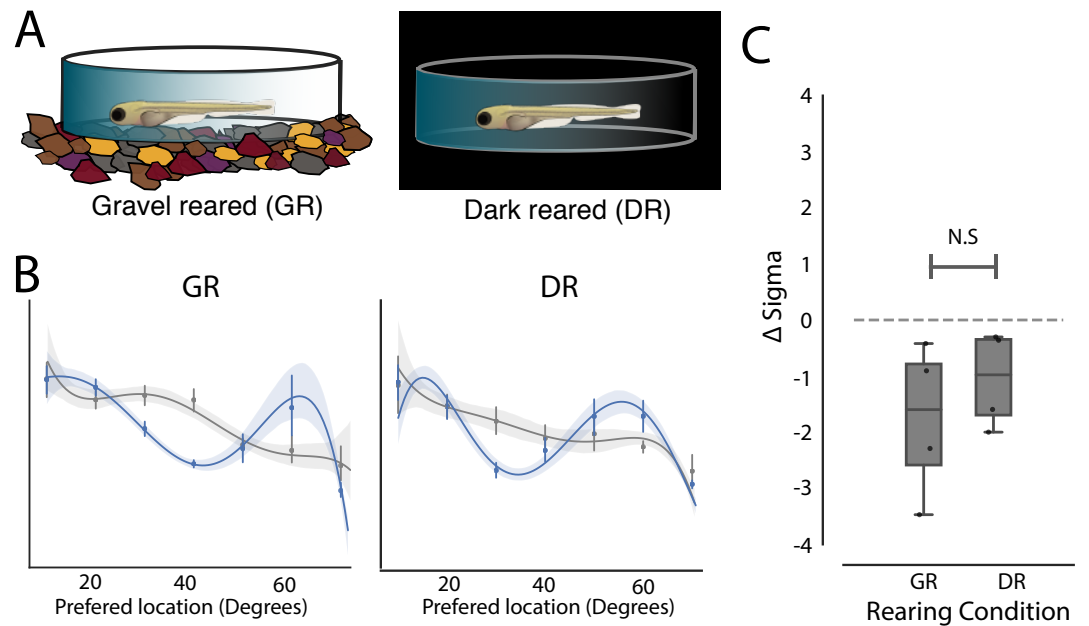 A
Gravel reared (GR)
Dark reared (DR)
B
GR
20
40
60
Prefered location (Degrees)
DR
20
40
60
Prefered location (Degrees)
C
4
3
2
1
0
-1
-2
-3
-4
Δ Sigma
N.S
GR
DR
Rearing Condition